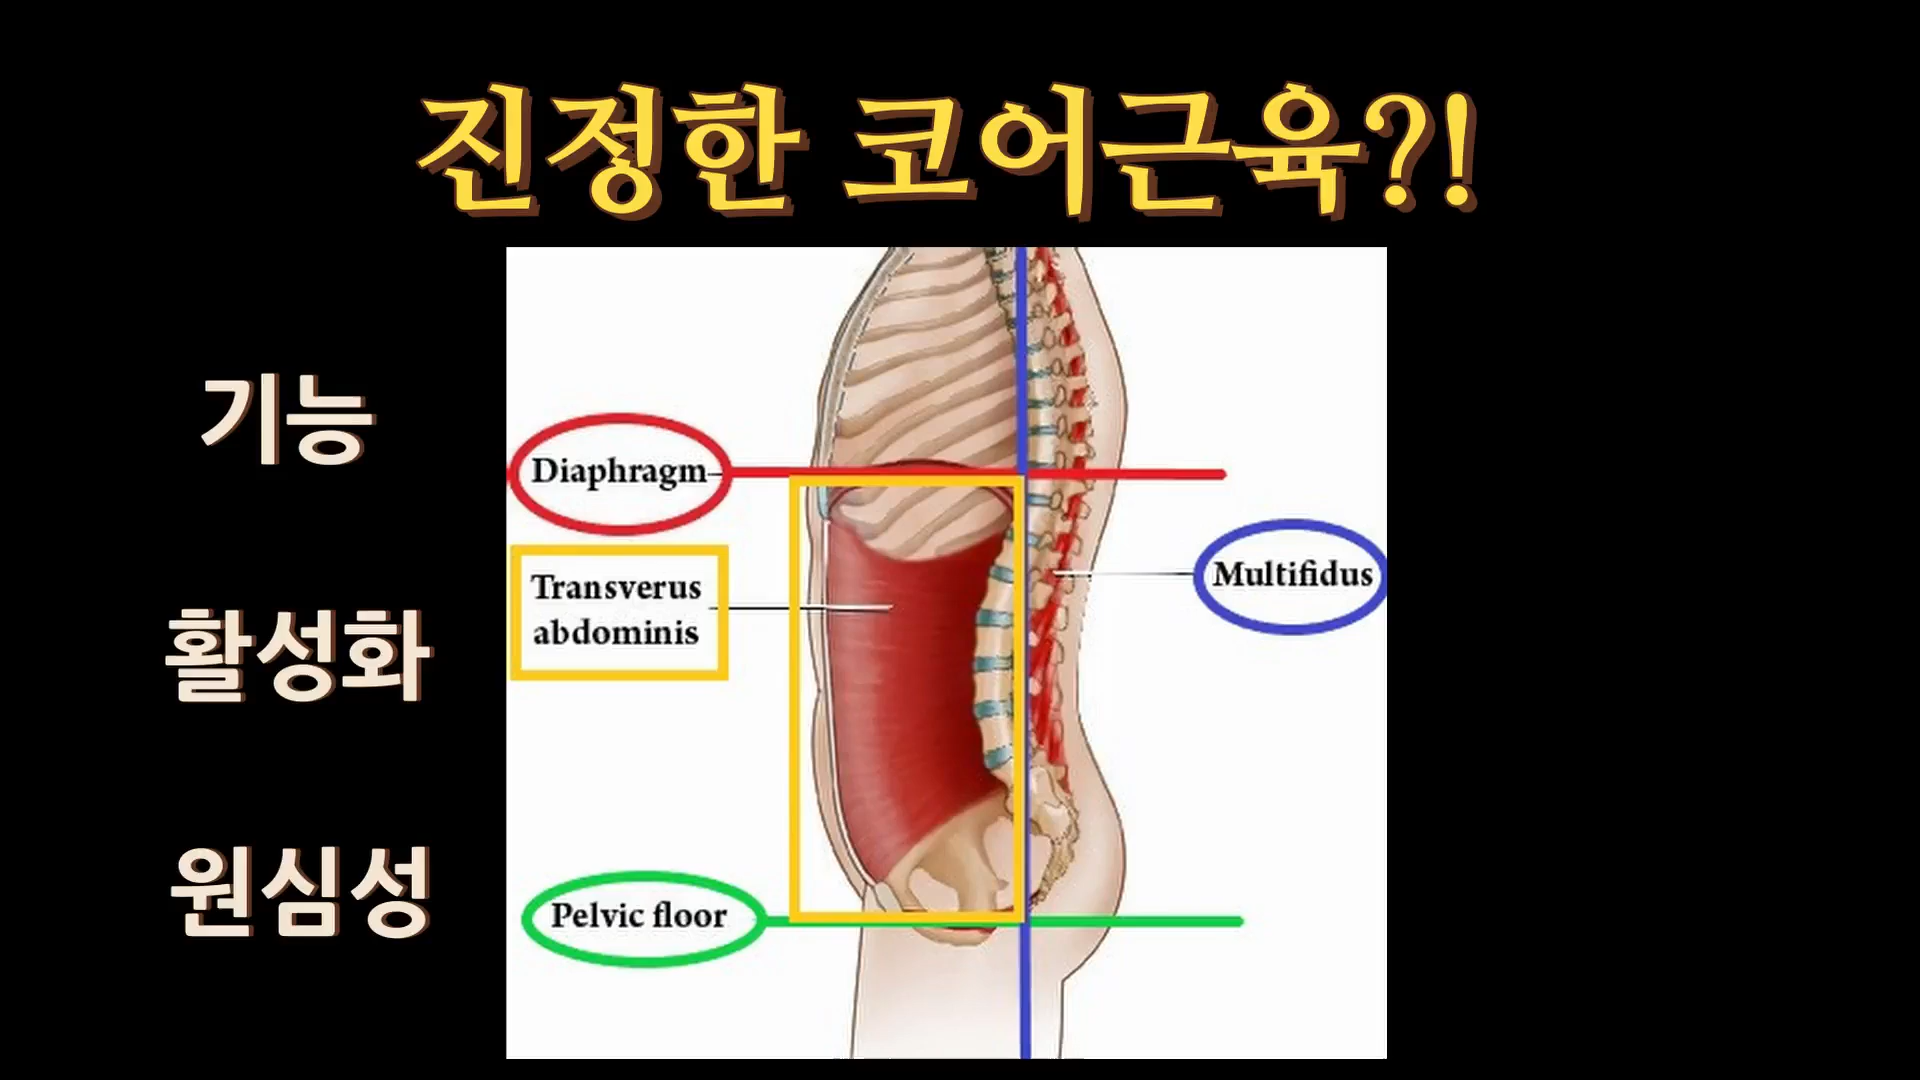 진정한 코어근육?!
기능
활성화
원심성
Diaphragm
Transverus
abdominis
Pelvic floor
Multifidus